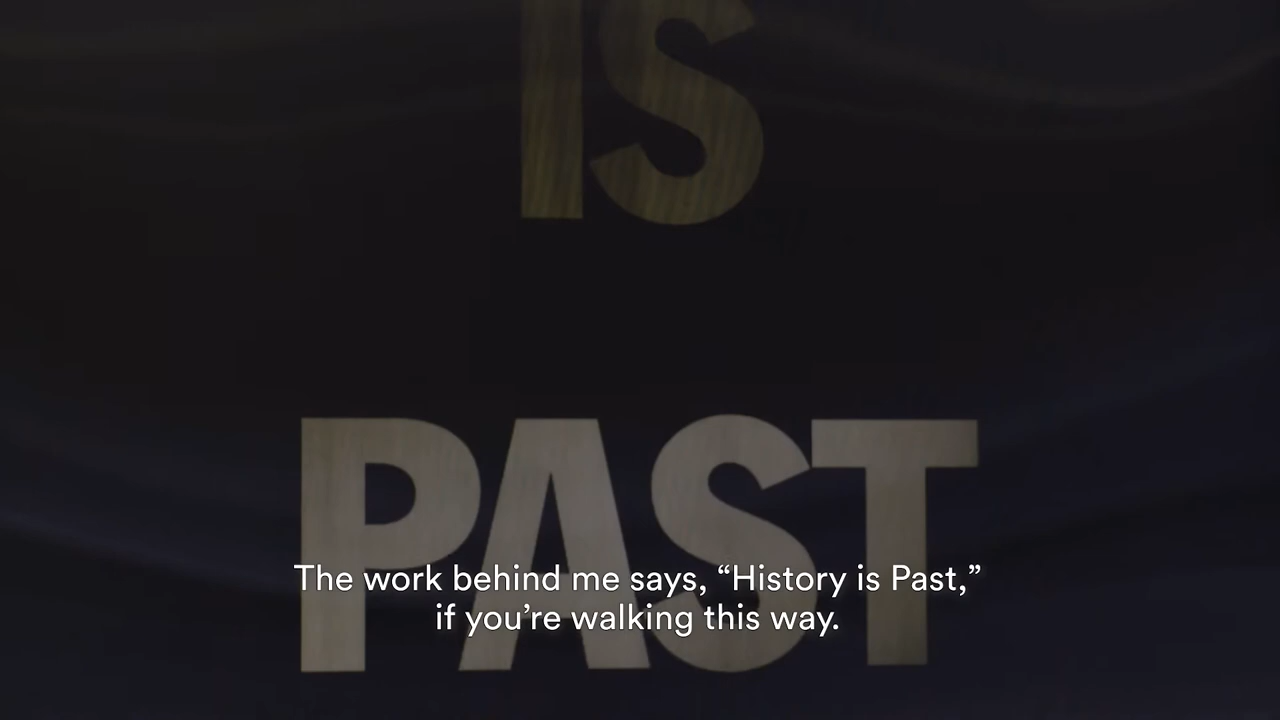 IS
PAST
The work behind me says, “History is Past,”
if you’re walking this way.